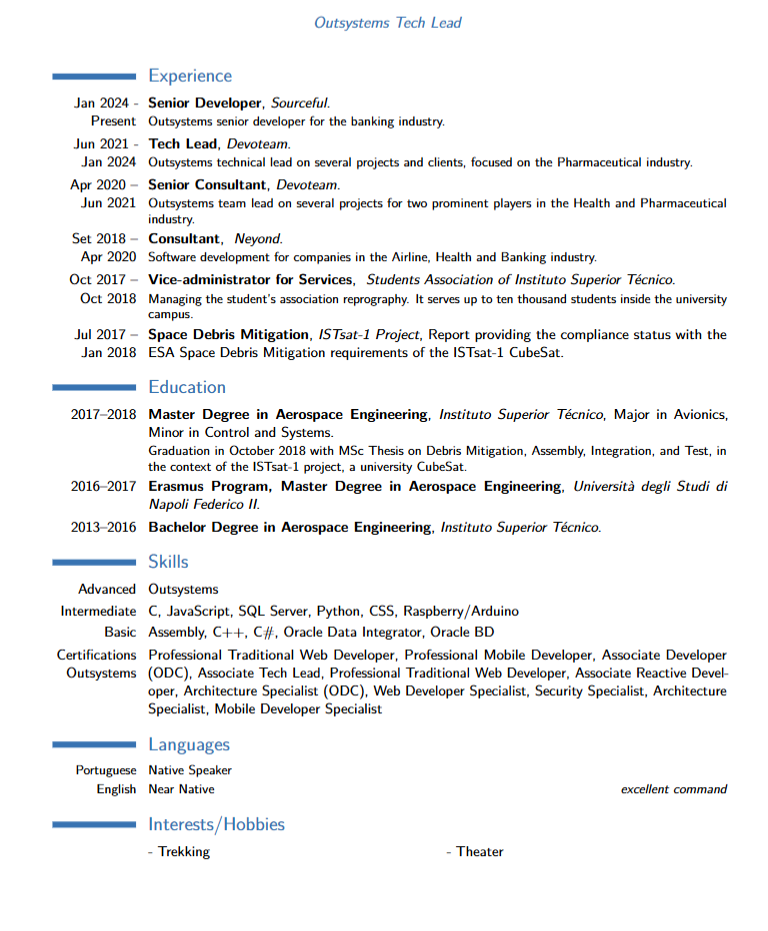 Outsystems Tech Lead
Experience
Jan 2024 - Senior Developer, Sourceful.
Present Outsystems senior developer for the banking industry.
Jun 2021 - Tech Lead, Devoteam.
Jan 2024 Outsystems technical lead on several projects and clients, focused on the Pharmaceutical industry.
Apr 2020 – Senior Consultant, Devoteam.
Jun 2021 Outsystems team lead on several projects for two prominent players in the Health and Pharmaceutical
industry.
Set 2018 – Consultant, Neyond.
Apr 2020 Software development for companies in the Airline, Health and Banking industry.
Oct 2017 – Vice-administrator for Services, Students Association of Instituto Superior Técnico.
Oct 2018 Managing the student's association reprography. It serves up to ten thousand students inside the university
campus.
Jul 2017 – Space Debris Mitigation, ISTsat-1 Project, Report providing the compliance status with the
Jan 2018 ESA Space Debris Mitigation requirements of the ISTsat-1 CubeSat.
Education
2017–2018 Master Degree in Aerospace Engineering, Instituto Superior Técnico, Major in Avionics,
Minor in Control and Systems.
Graduation in October 2018 with MSc Thesis on Debris Mitigation, Assembly, Integration, and Test, in
the context of the ISTsat-1 project, a university CubeSat.
2016–2017 Erasmus Program, Master Degree in Aerospace Engineering, Università degli Studi di
Napoli Federico II.
2013–2016 Bachelor Degree in Aerospace Engineering, Instituto Superior Técnico.
Skills
Advanced Outsystems
Intermediate C, JavaScript, SQL Server, Python, CSS, Raspberry/Arduino
Basic Assembly, C++, C#, Oracle Data Integrator, Oracle BD
Certifications Professional Traditional Web Developer, Professional Mobile Developer, Associate Developer
Outsystems (ODC), Associate Tech Lead, Professional Traditional Web Developer, Associate Reactive Devel-
oper, Architecture Specialist (ODC), Web Developer Specialist, Security Specialist, Architecture
Specialist, Mobile Developer Specialist
Languages
Portuguese Native Speaker
English Near Native excellent command
Interests/Hobbies
- Trekking - Theater